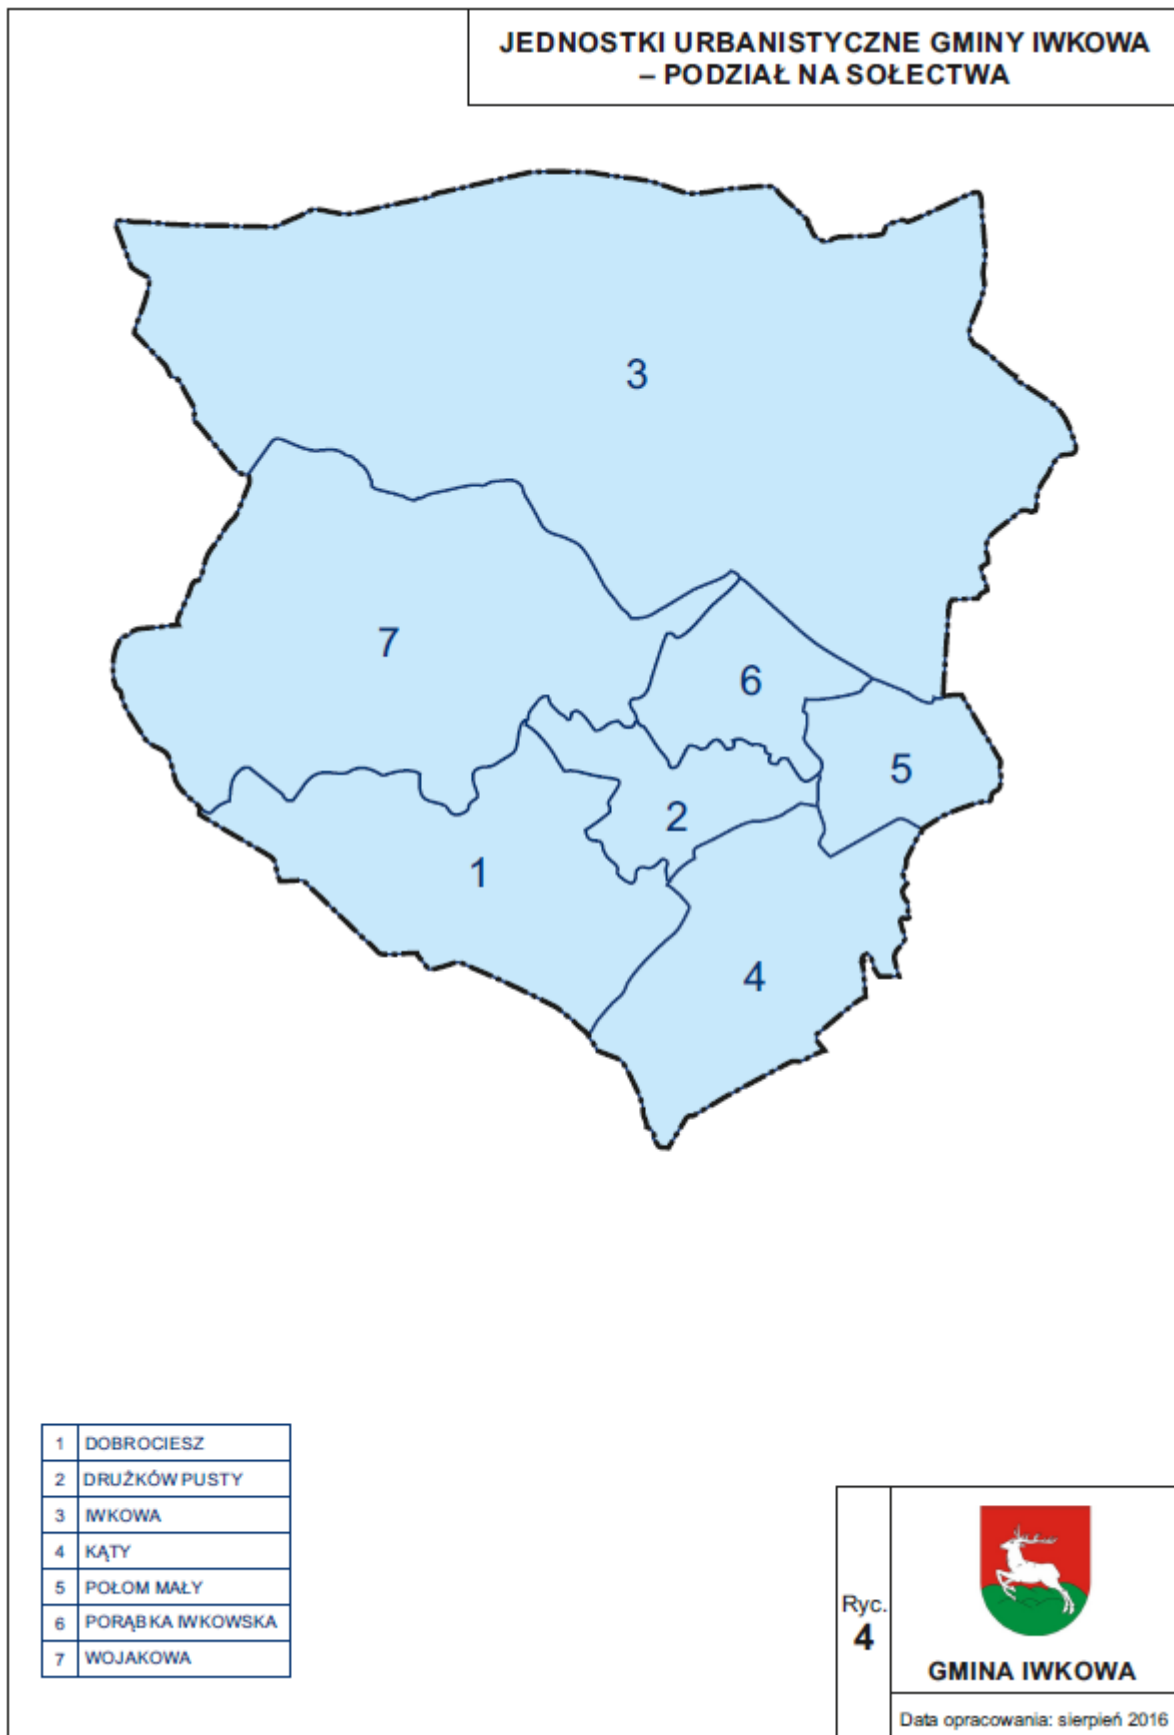 JEDNOSTKI URBANISTYCZNE GMINY IWKOWA
– PODZIAŁ NA SOŁECTWA
3
7
6
5
2
1
4
1 DOBROCIESZ
2 DRUŻKÓW PUSTY
3 IWKOWA
4 KĄTY
5 POŁOM MAŁY
6 PORĄBKA IWKOWSKA
7 WOJAKOWA
Ryc.
4
GMINA IWKOWA
Data opracowania: sierpień 2016